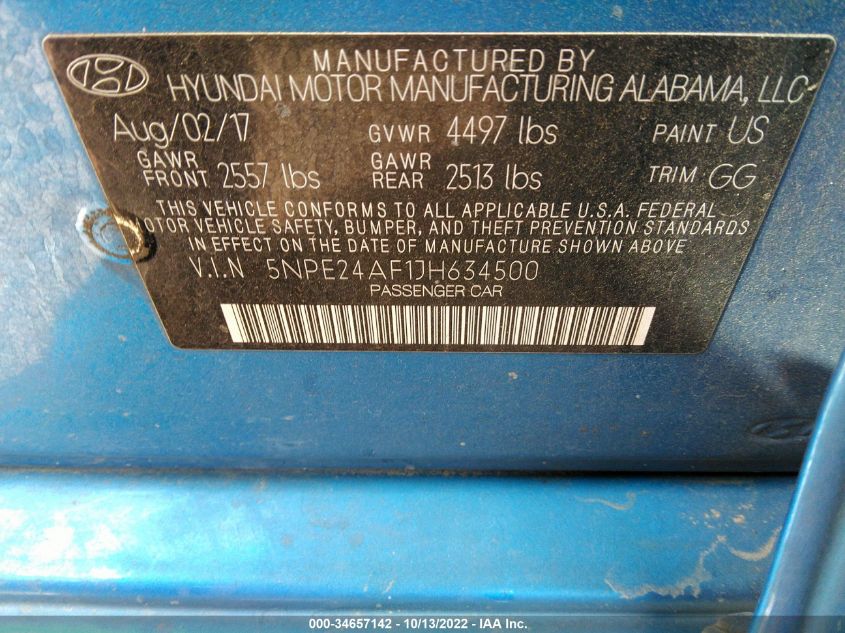 MANUFACTURED BY
HYUNDAI MOTOR MANUFACTURING ALABAMA, LLC
Aug/02/17 GVWR 4497 lbs PAINT US
GAWR FRONT 2557 lbs GAWR REAR 2513 lbs TRIM GG
THIS VEHICLE CONFORMS TO ALL APPLICABLE U.S.A. FEDERAL
MOTOR VEHICLE SAFETY, BUMPER, AND THEFT PREVENTION STANDARDS
IN EFFECT ON THE DATE OF MANUFACTURE SHOWN ABOVE
V.I.N 5NPE24AF1JH634500
PASSENGER CAR
000-34657142 - 10/13/2022 - IAA Inc.